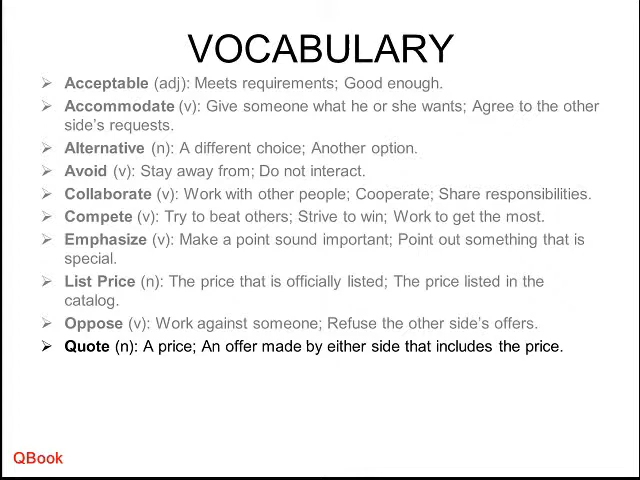 VOCABULARY
➢ Acceptable (adj): Meets requirements; Good enough.
➢ Accommodate (v): Give someone what he or she wants; Agree to the other
side’s requests.
➢ Alternative (n): A different choice; Another option.
➢ Avoid (v): Stay away from; Do not interact.
➢ Collaborate (v): Work with other people; Cooperate; Share responsibilities.
➢ Compete (v): Try to beat others; Strive to win; Work to get the most.
➢ Emphasize (v): Make a point sound important; Point out something that is
special.
➢ List Price (n): The price that is officially listed; The price listed in the
catalog.
➢ Oppose (v): Work against someone; Refuse the other side’s offers.
➢ Quote (n): A price; An offer made by either side that includes the price.
QBook